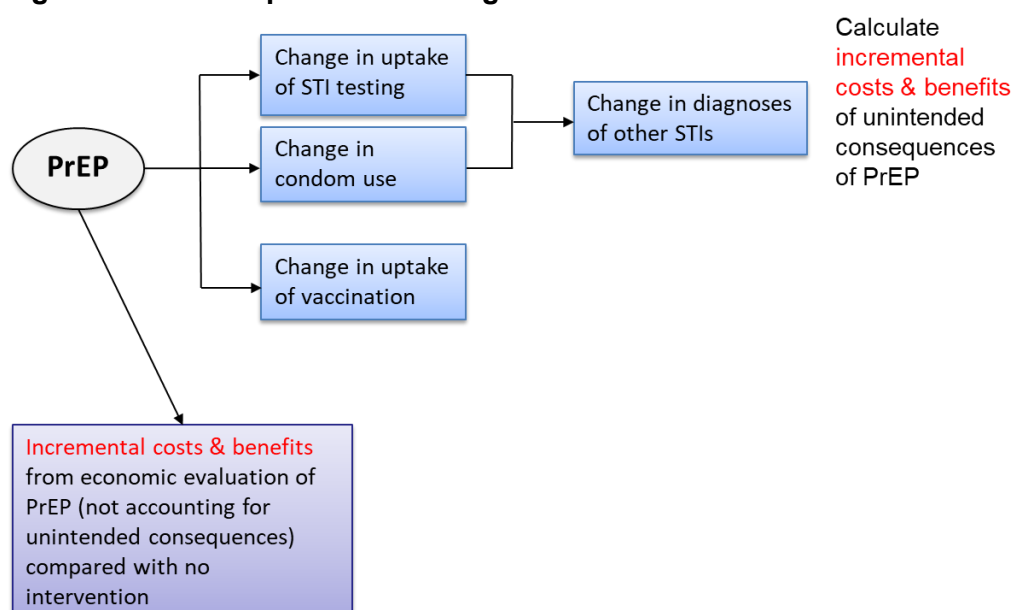 PrEP
Change in uptake
of STI testing
Change in
condom use
Change in uptake
of vaccination
Change in diagnoses
of other STIs
Calculate
incremental
costs & benefits
of unintended
consequences
of PrEP
Incremental costs & benefits
from economic evaluation of
PrEP (not accounting for
unintended consequences)
compared with no
intervention